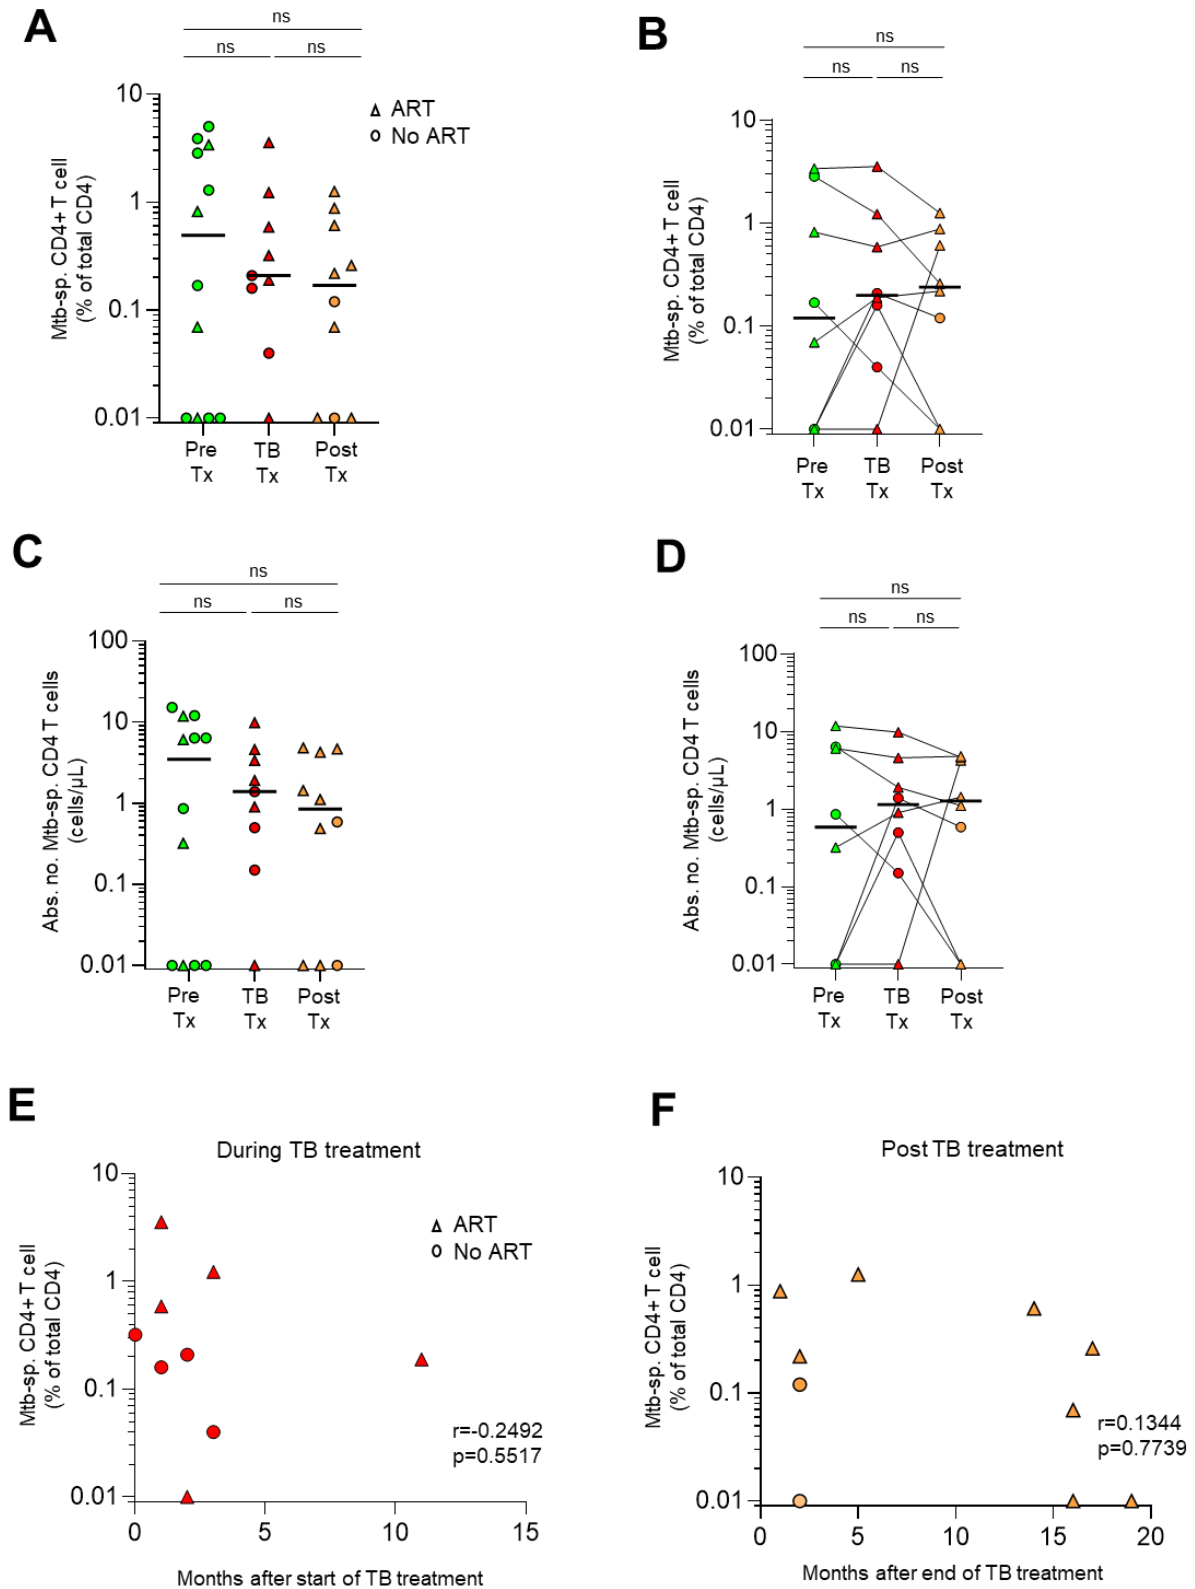 A
ns
ns ns
Mtb-sp. CD4+ T cell
(% of total CD4)
10
1
0.1
0.01
ART
No ART
Pre TB Post
Tx Tx Tx
B
ns
ns ns
Mtb-sp. CD4+ T cell
(% of total CD4)
10
1
0.1
0.01
Pre TB Post
Tx Tx Tx
C
ns
ns ns
Abs. no. Mtb-sp. CD4 T cells
(cells/µL)
100
10
1
0.1
0.01
Pre TB Post
Tx Tx Tx
D
ns
ns ns
Abs. no. Mtb-sp. CD4 T cells
(cells/µL)
100
10
1
0.1
0.01
Pre TB Post
Tx Tx Tx
E
During TB treatment
Mtb-sp. CD4+ T cell
(% of total CD4)
10
1
0.1
0.01
ART
No ART
r=-0.2492
p=0.5517
0 5 10 15
Months after start of TB treatment
F
Post TB treatment
Mtb-sp. CD4+ T cell
(% of total CD4)
10
1
0.1
0.01
r=0.1344
p=0.7739
0 5 10 15 20
Months after end of TB treatment